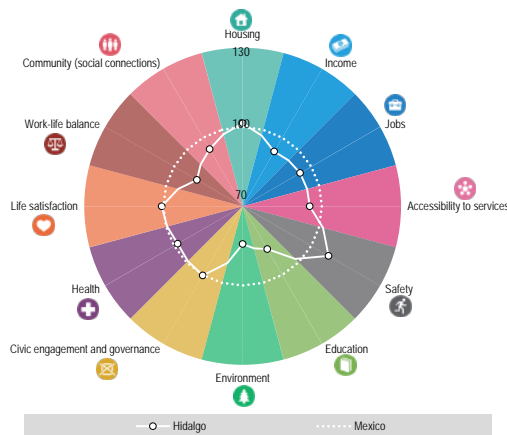 Housing
130
Income
Community (social connections)
Jobs
Work-life balance
100
70
Life satisfaction
Accessibility to services
Health
Safety
Civic engagement and governance
Education
Environment
Hidalgo
Mexico